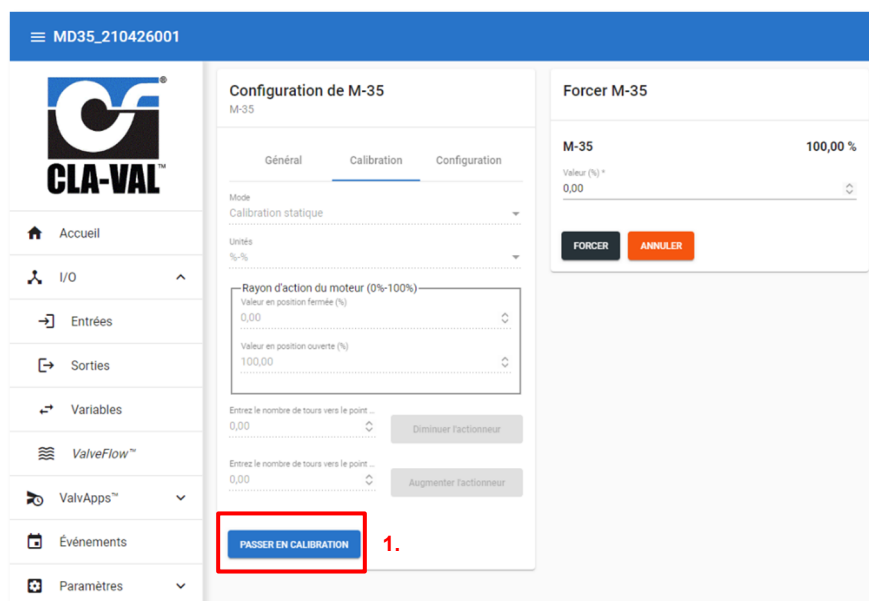 MD35_210426001
CLA-VAL™
Accueil
I/O
Entrées
Sorties
Variables
ValveFlow™
ValvApps™
Événements
Paramètres
Configuration de M-35
M-35
Général Calibration Configuration
Mode
Calibration statique
Unités
%-%
Rayon d'action du moteur (0%-100%)
Valeur en position fermée (%)
0,00
Valeur en position ouverte (%)
100,00
Entrez le nombre de tours vers le point ...
0,00
Diminuer l'actionneur
Entrez le nombre de tours vers le point ...
0,00
Augmenter l'actionneur
PASSER EN CALIBRATION
1.
Forcer M-35
M-35 100,00 %
Valeur (%) *
0,00
FORCER ANNULER